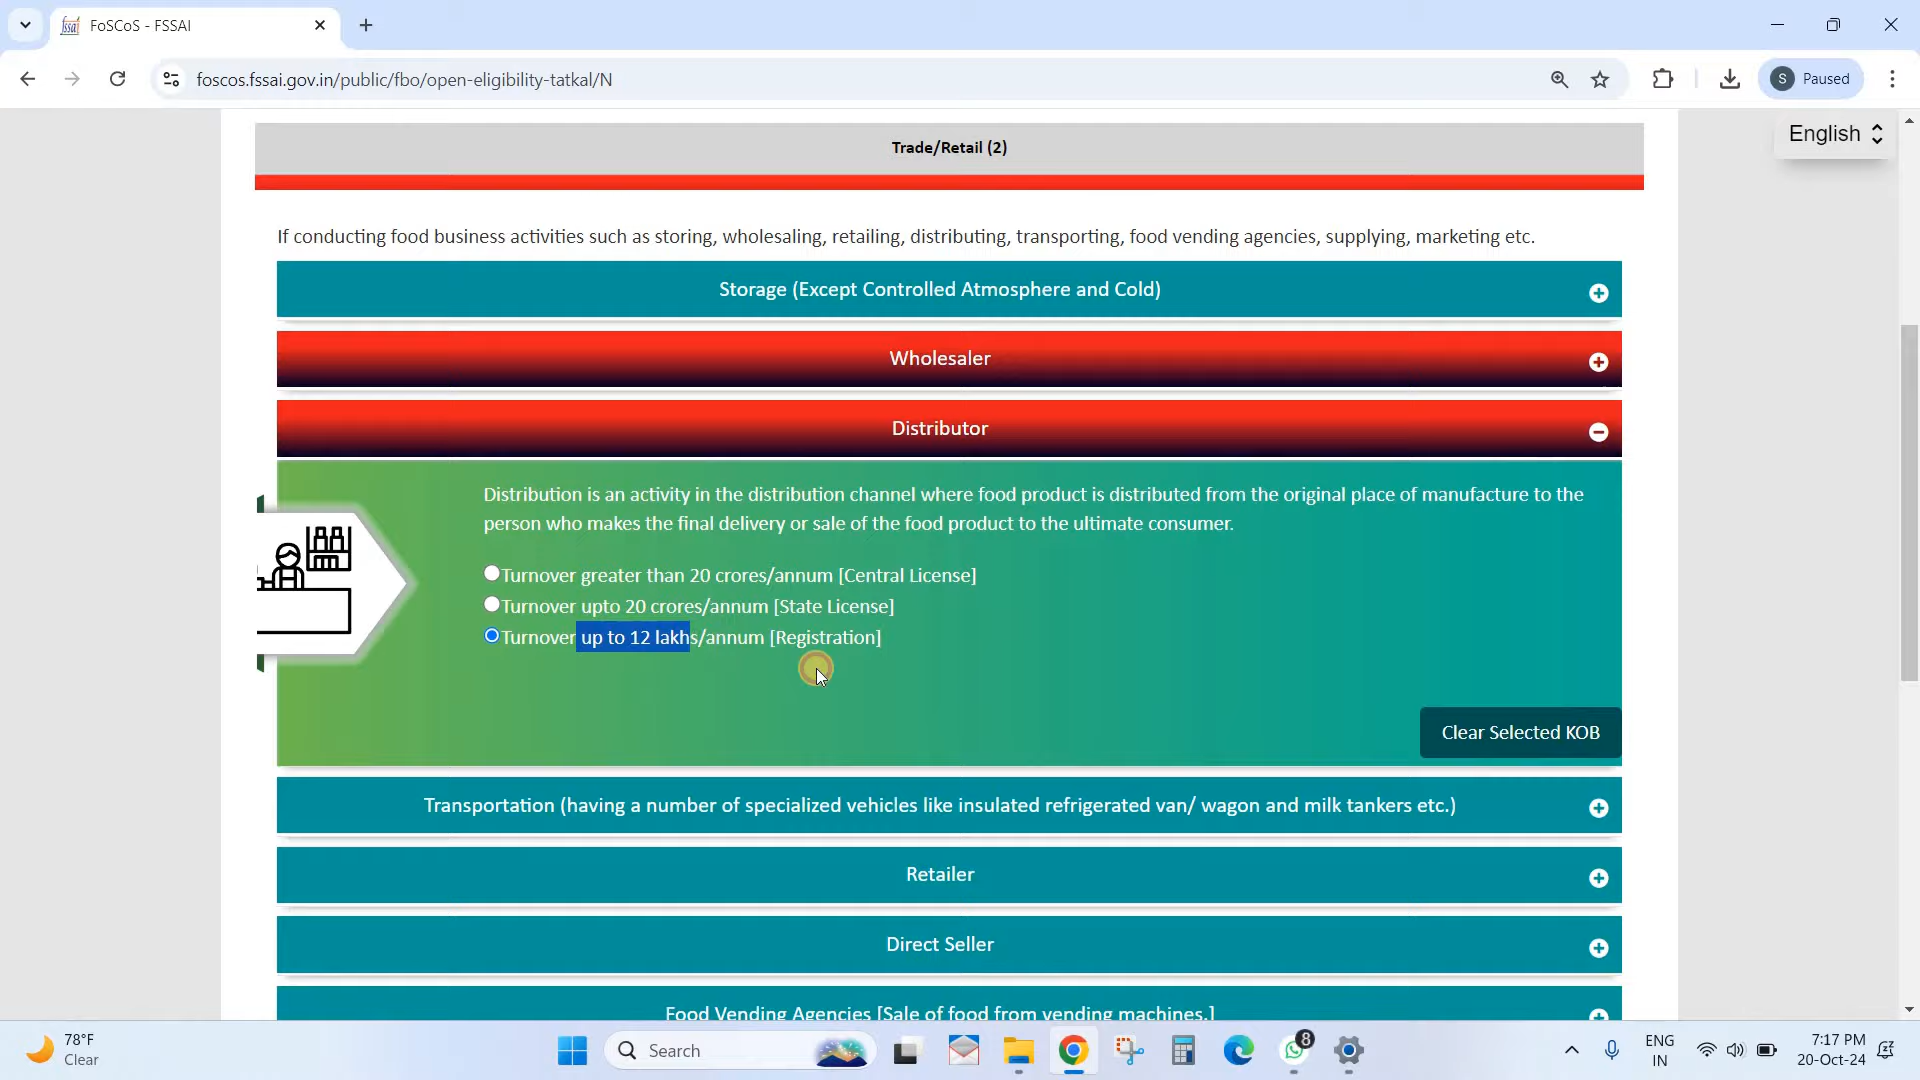 FoSCoS - FSSAI
foscos.fssai.gov.in/public/fbo/open-eligibility-tatkal/N
S Paused
English
Trade/Retail (2)
If conducting food business activities such as storing, wholesaling, retailing, distributing, transporting, food vending agencies, supplying, marketing etc.
Storage (Except Controlled Atmosphere and Cold)
Wholesaler
Distributor
Distribution is an activity in the distribution channel where food product is distributed from the original place of manufacture to the
person who makes the final delivery or sale of the food product to the ultimate consumer.
Turnover greater than 20 crores/annum [Central License]
Turnover upto 20 crores/annum [State License]
Turnover up to 12 lakhs/annum [Registration]
Clear Selected KOB
Transportation (having a number of specialized vehicles like insulated refrigerated van/ wagon and milk tankers etc.)
Retailer
Direct Seller
Food Vending Agencies [Sale of food from vending machines.]
78°F
Clear
Search
8
ENG
IN
7:17 PM
20-Oct-24